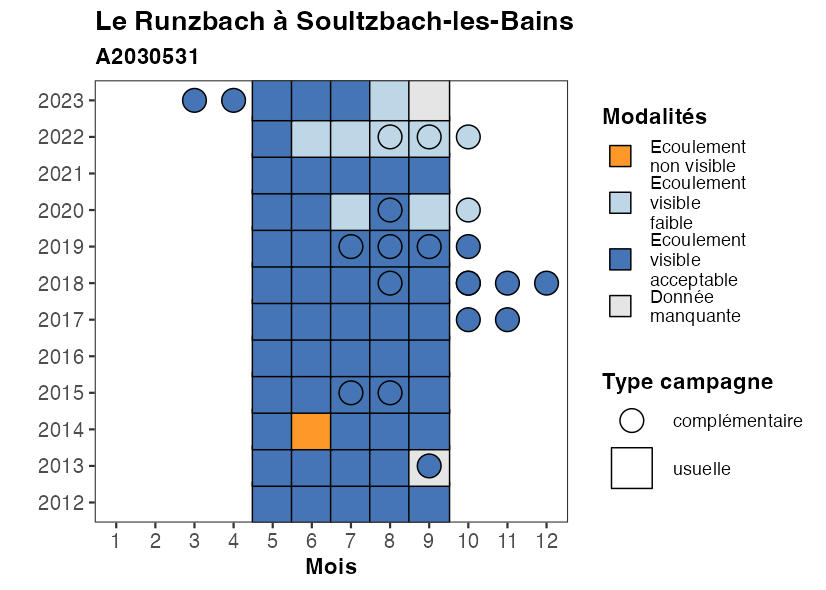 Le Runzbach à Soultzbach-les-Bains
A2030531
2023
2022
2021
2020
2019
2018
2017
2016
2015
2014
2013
2012
1 2 3 4 5 6 7 8 9 10 11 12
Mois
Modalités
Ecoulement
non visible
Ecoulement
visible
faible
Ecoulement
visible
acceptable
Donnée
manquante
Type campagne
complémentaire
usuelle